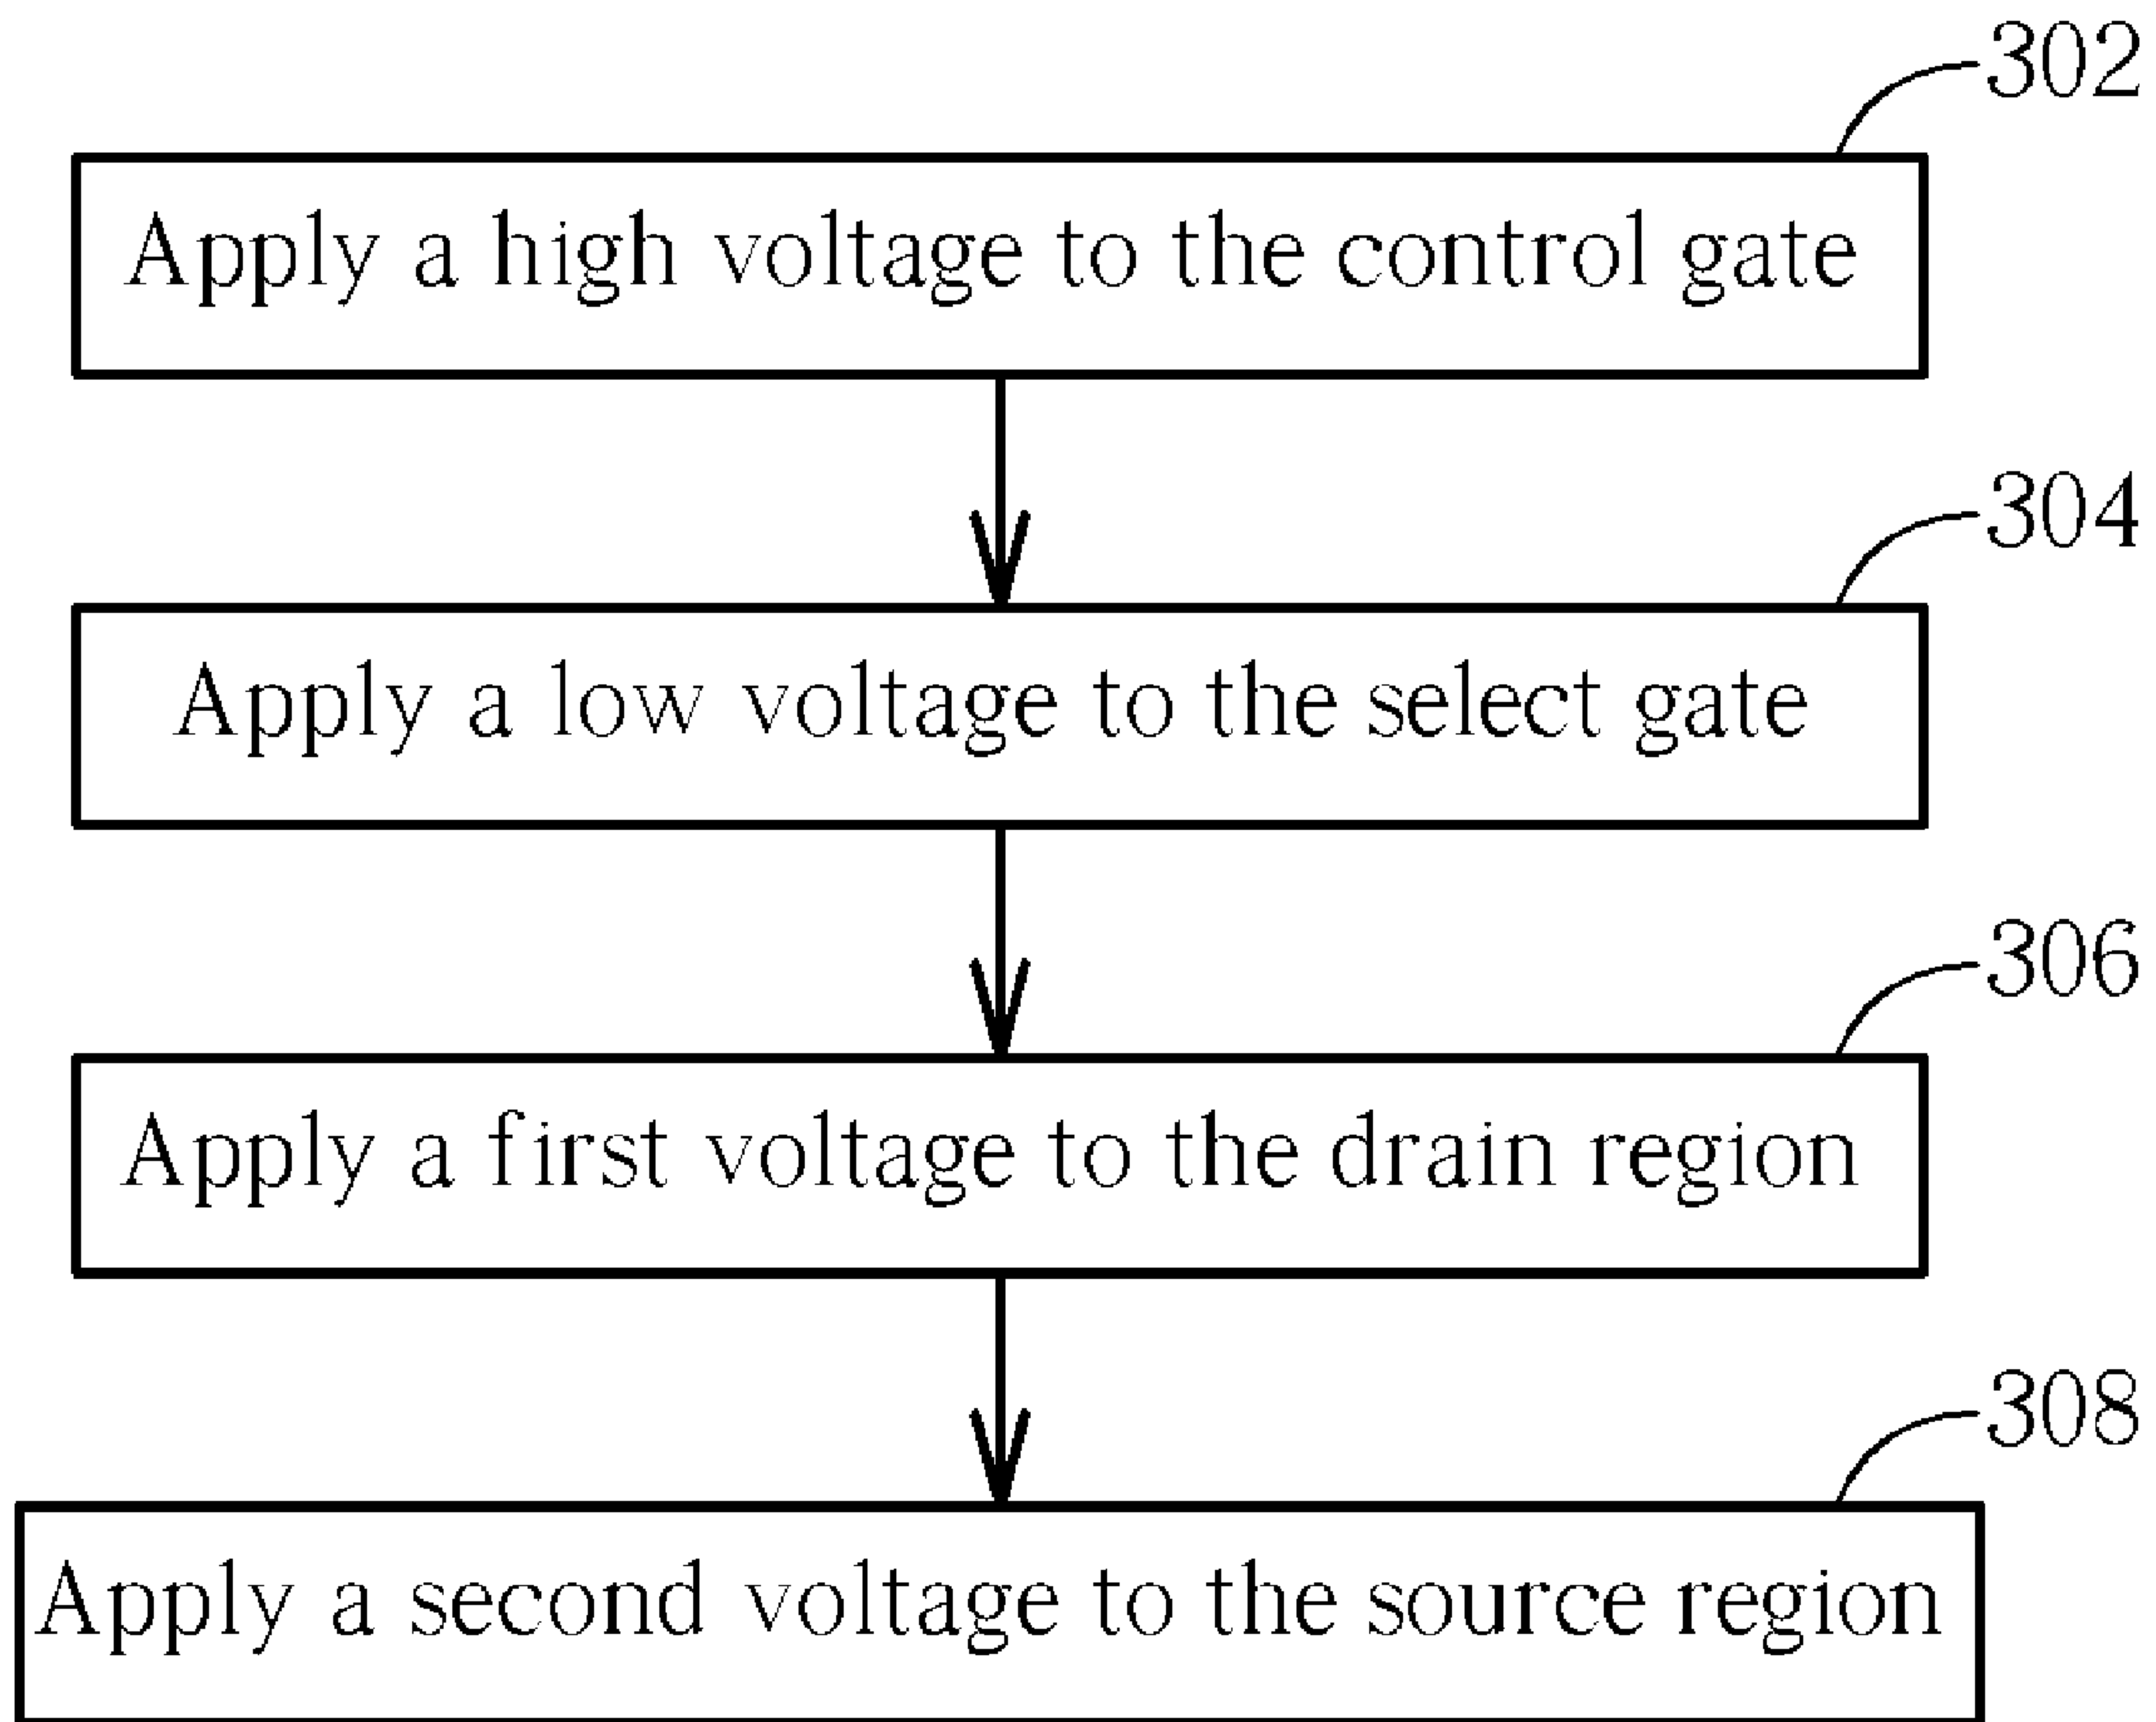 302
Apply a high voltage to the control gate
304
Apply a low voltage to the select gate
306
Apply a first voltage to the drain region
308
Apply a second voltage to the source region